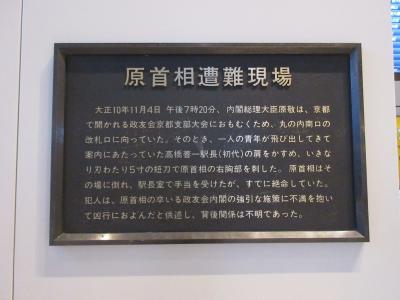 原首相遭難現場
大正10年11月4日 午後7時20分、内閣総理大臣原敬は、京都
で開かれる政友会京都支部大会におもむくため、丸の内南口の
改札口に向っていた。そのとき、一人の青年が飛び出してきて
案内にあたっていた高橋善一駅長(初代)の肩をかすめ、いきな
り刃わたり5寸の短刀で原首相の右胸部を刺した。原首相はそ
の場に倒れ、駅長室で手当を受けたが、すでに絶命していた。
犯人は、原首相の率いる政友会内閣の強引な施策に不満を抱い
て凶行におよんだと供述し、背後関係は不明であった。